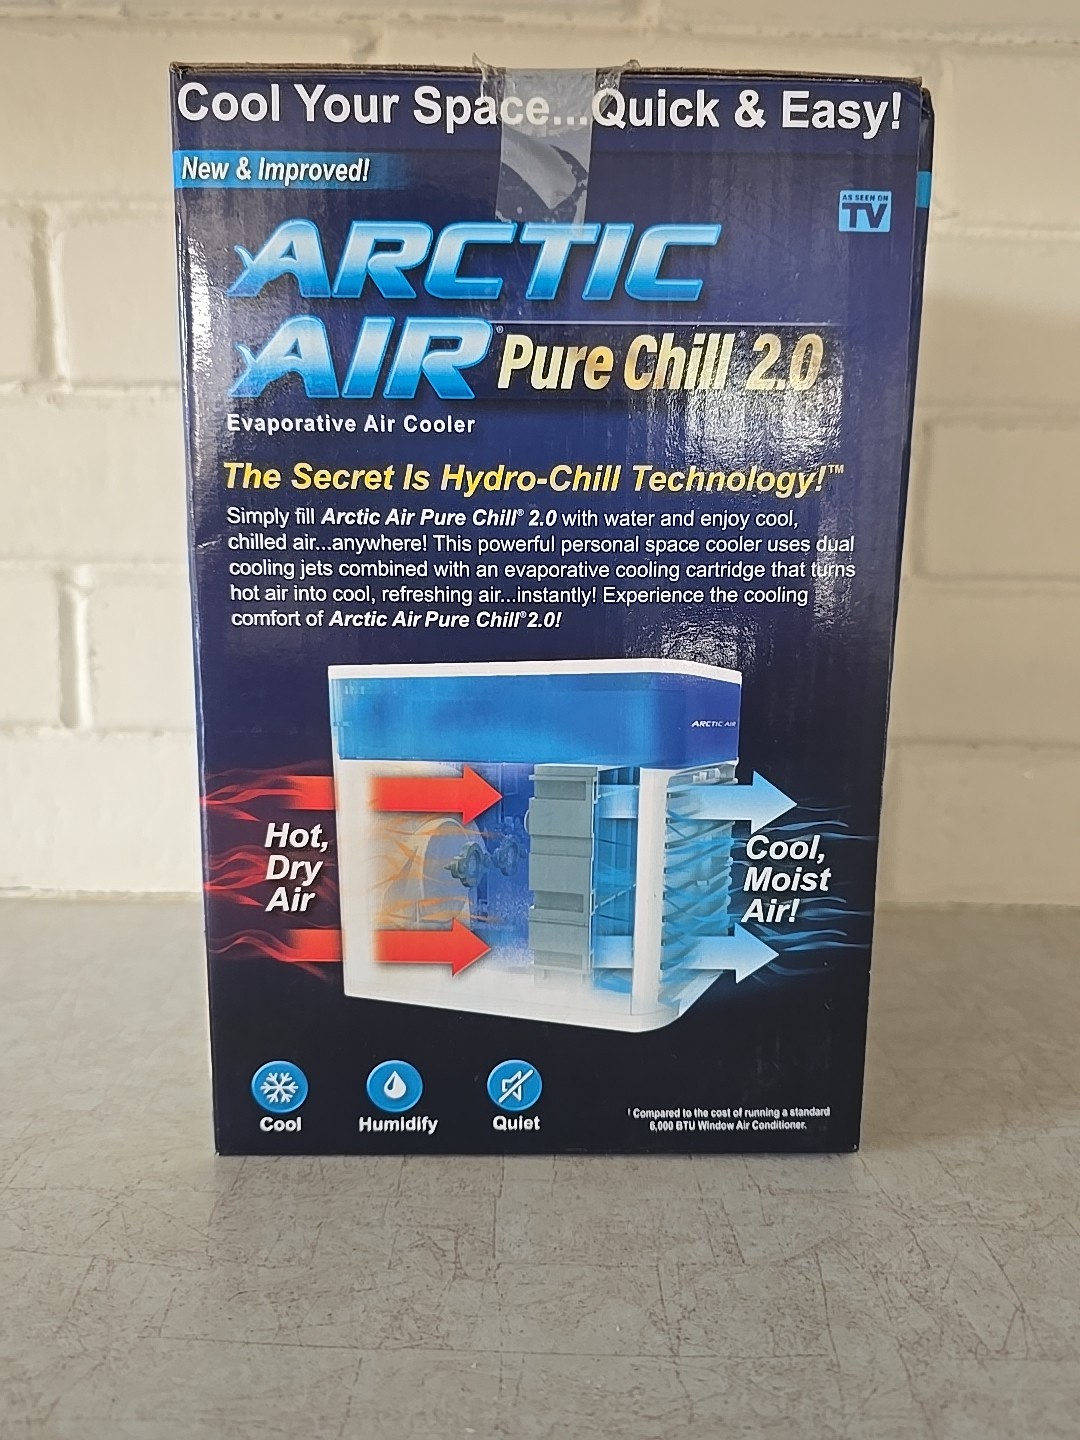 Cool Your Space...Quick & Easy!
New & Improved!
AS SEEN ON
TV
ARCTIC
AIR® Pure Chill® 2.0
Evaporative Air Cooler
The Secret Is Hydro-Chill Technology!™
Simply fill Arctic Air Pure Chill® 2.0 with water and enjoy cool,
chilled air...anywhere! This powerful personal space cooler uses dual
cooling jets combined with an evaporative cooling cartridge that turns
hot air into cool, refreshing air...instantly! Experience the cooling
comfort of Arctic Air Pure Chill® 2.0!
ARCTIC AIR
Hot,
Dry
Air
Cool,
Moist
Air!
Cool
Humidify
Quiet
† Compared to the cost of running a standard
6,000 BTU Window Air Conditioner.